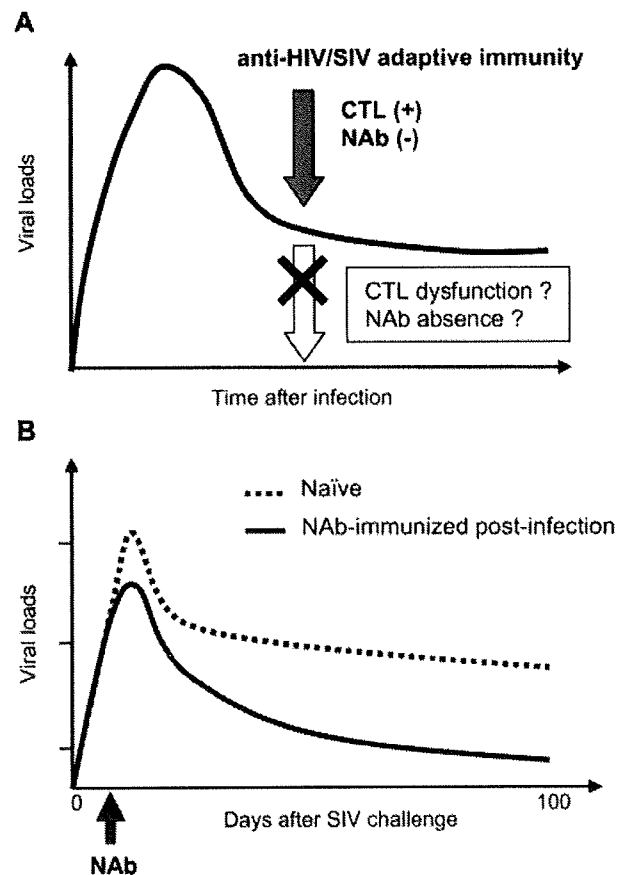 A
anti-HIV/SIV adaptive immunity
CTL (+)
NAb (-)
Viral loads
CTL dysfunction ?
NAb absence ?
Time after infection
B
Naïve
NAb-immunized post-infection
Viral loads
0
100
Days after SIV challenge
NAb